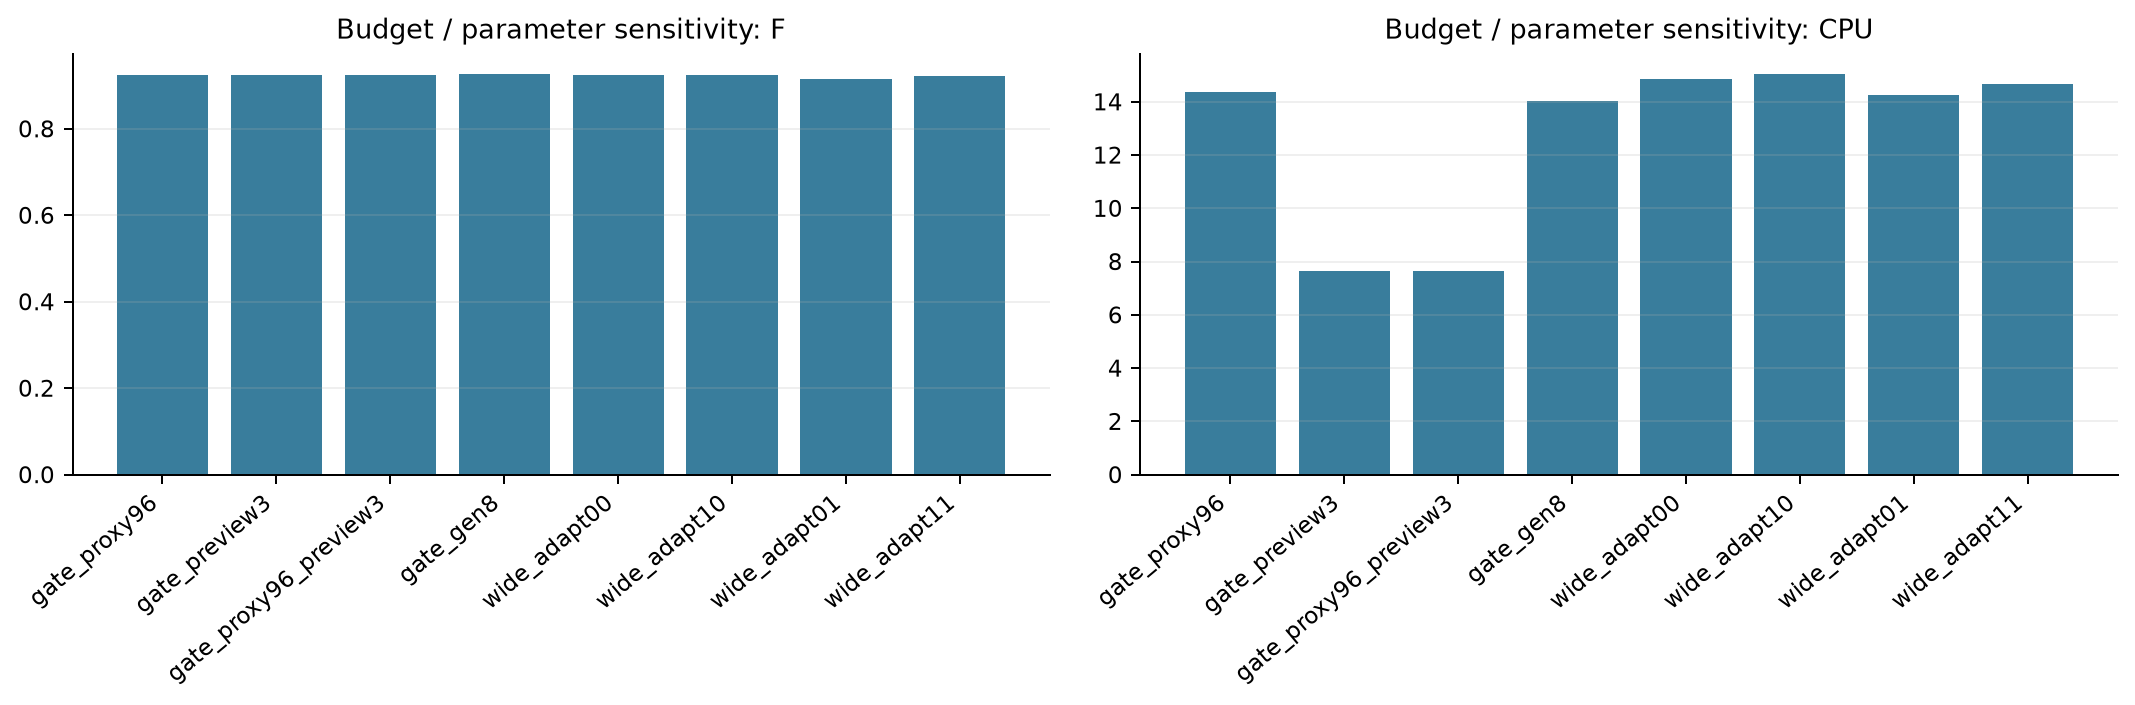 Budget / parameter sensitivity: F
0.8
0.6
0.4
0.2
0.0
gate_proxy96
gate_preview3
gate_proxy96_preview3
gate_gen8
wide_adapt00
wide_adapt10
wide_adapt01
wide_adapt11
Budget / parameter sensitivity: CPU
14
12
10
8
6
4
2
0
gate_proxy96
gate_preview3
gate_proxy96_preview3
gate_gen8
wide_adapt00
wide_adapt10
wide_adapt01
wide_adapt11